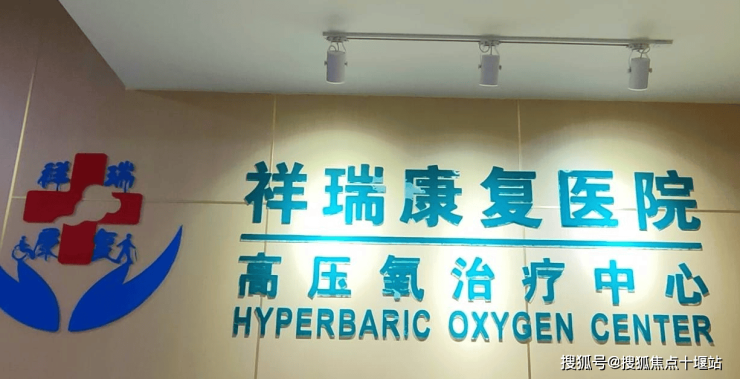 祥瑞
康复
祥瑞康复医院
高压氧治疗中心
HYPERBARIC OXYGEN CENTER
搜狐号@搜狐焦点十堰站